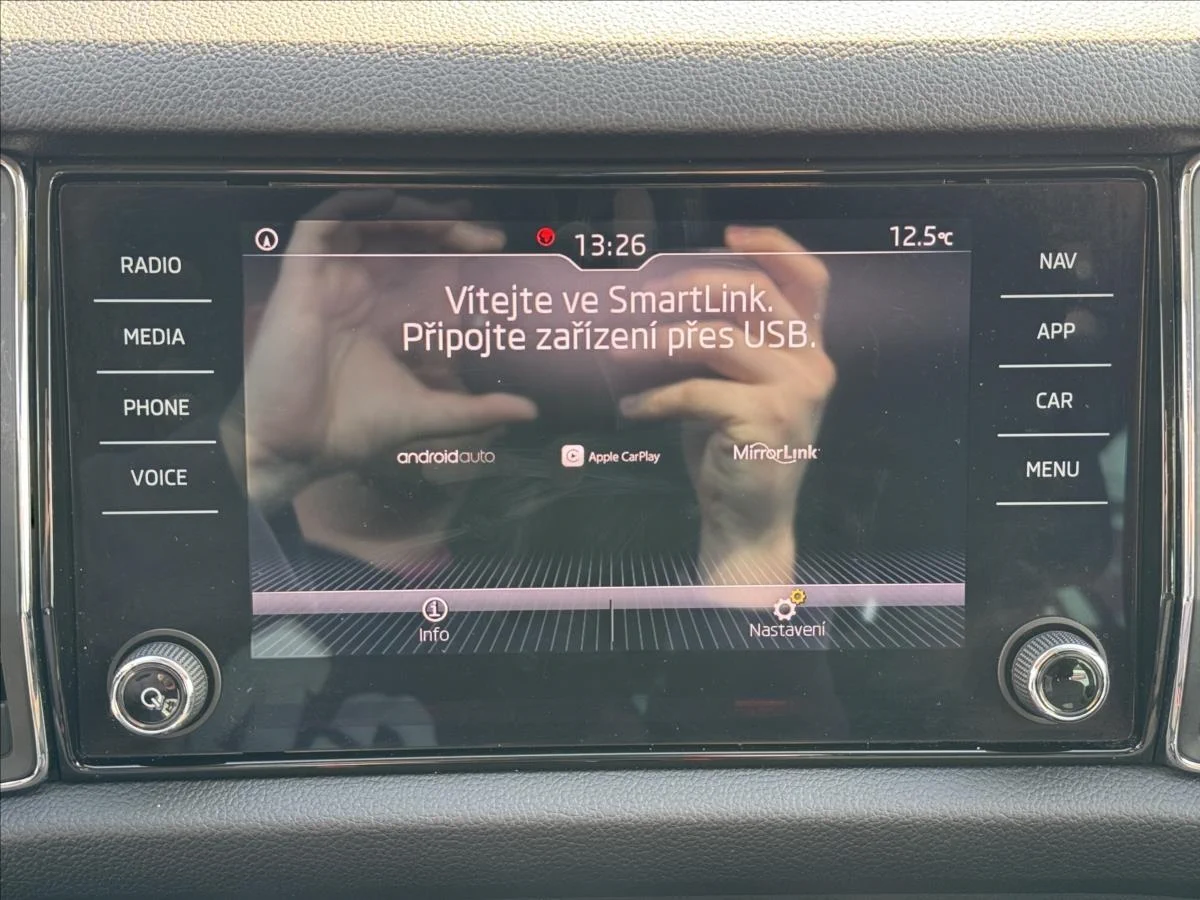 13:26
12.5°C
RADIO
MEDIA
PHONE
VOICE
Vítejte ve SmartLink.
Připojte zařízení přes USB.
androidauto
Apple CarPlay
MirrorLink
Info
Nastavení
NAV
APP
CAR
MENU